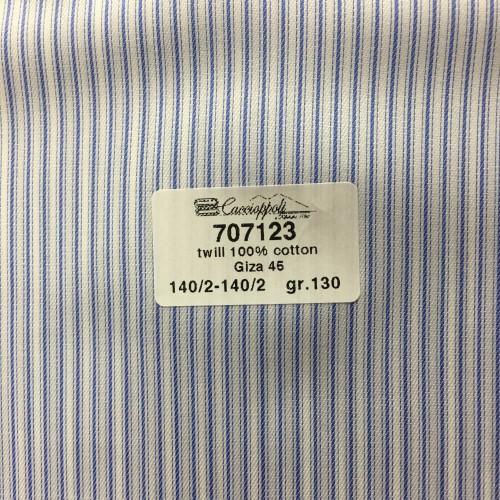 Caccioppoli
707123
twill 100% cotton
Giza 45
140/2-140/2 gr.130